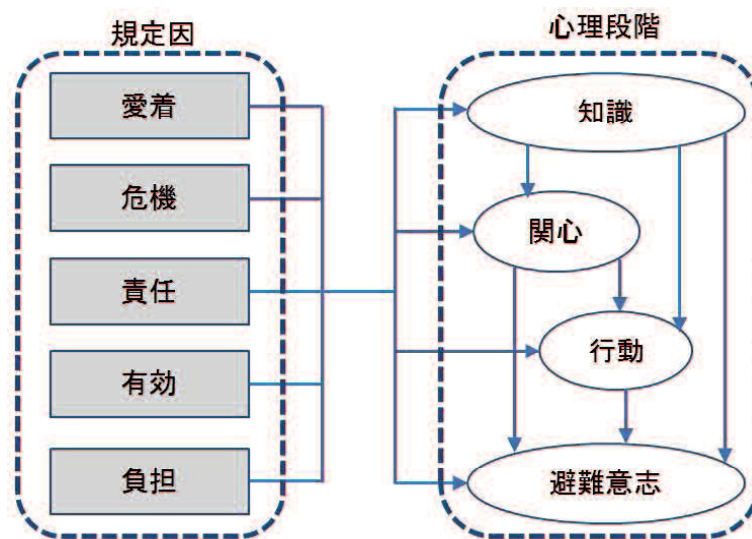 規定因
愛着
危機
責任
有効
負担
心理段階
知識
関心
行動
避難意志